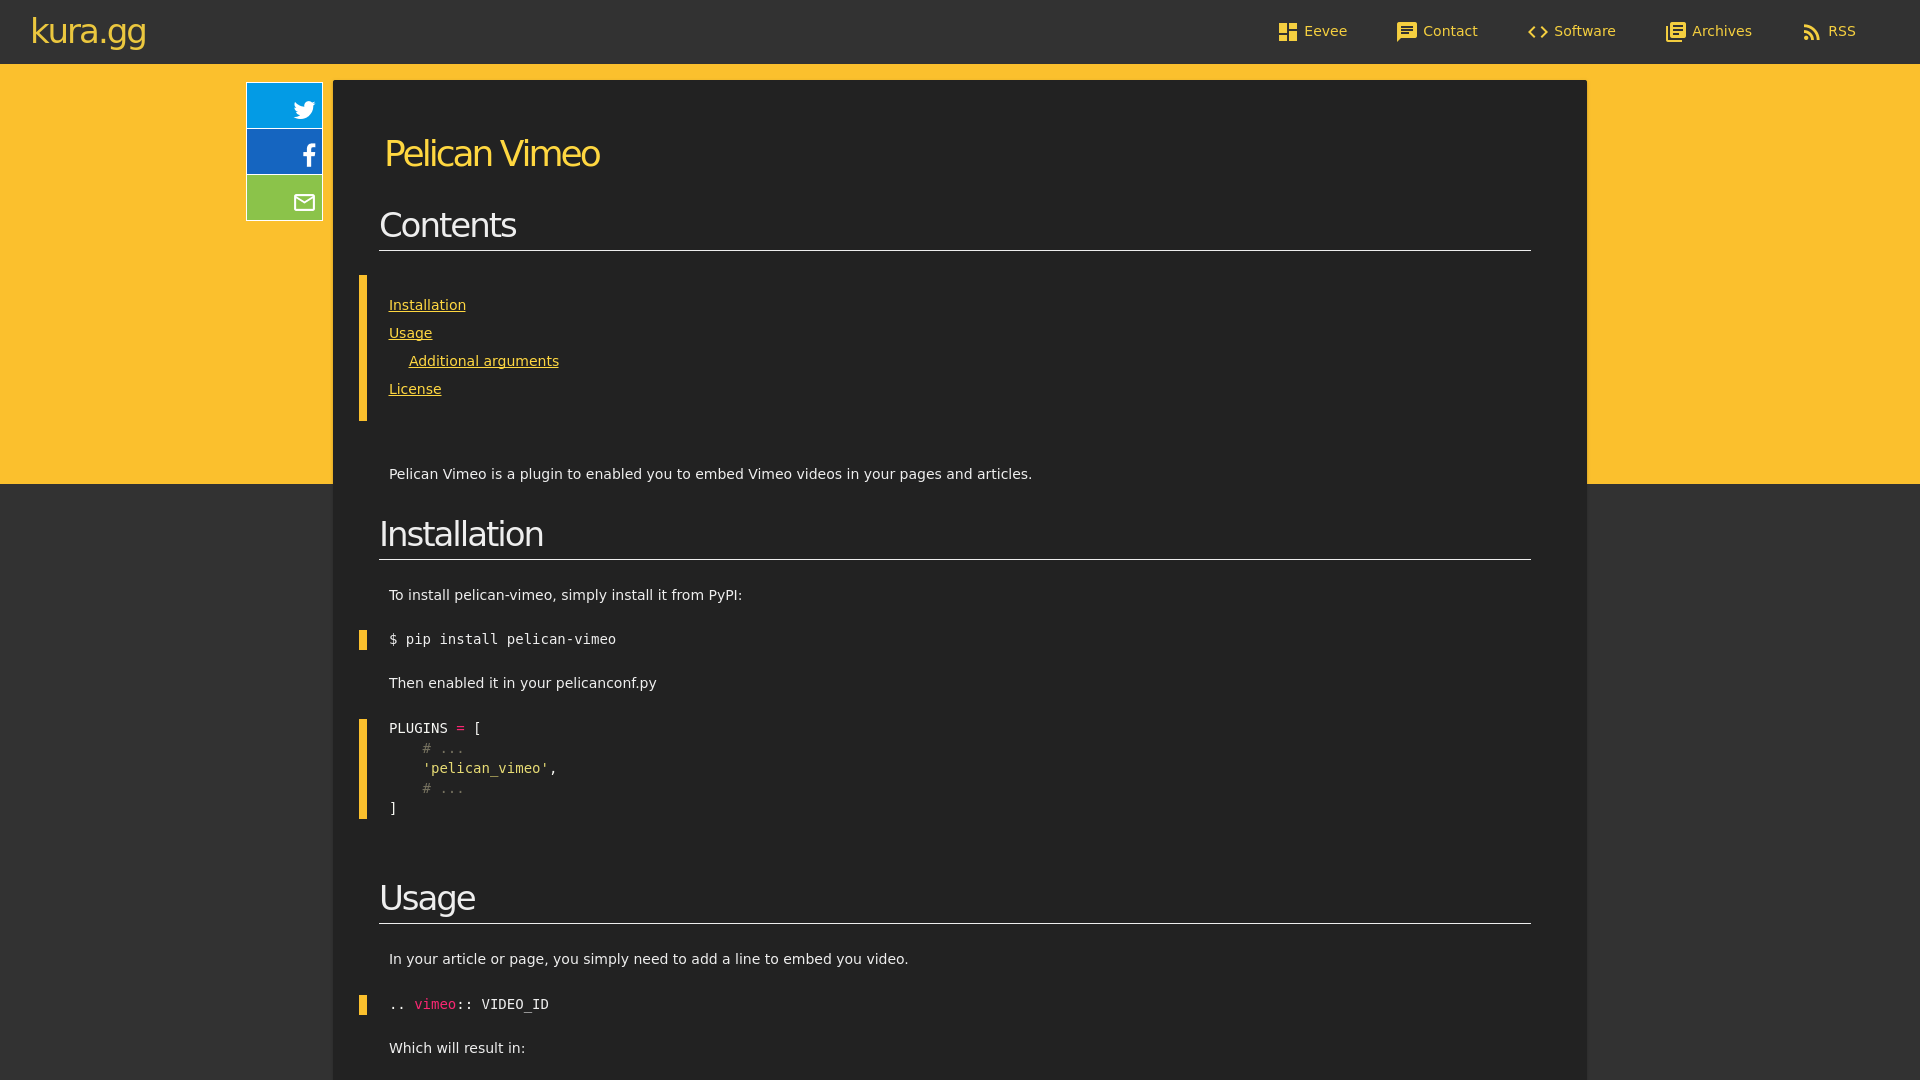 kura.gg
Eevee
Contact
Software
Archives
RSS
Pelican Vimeo
Contents
Installation
Usage
Additional arguments
License
Pelican Vimeo is a plugin to enabled you to embed Vimeo videos in your pages and articles.
Installation
To install pelican-vimeo, simply install it from PyPI:
$ pip install pelican-vimeo
Then enabled it in your pelicanconf.py
PLUGINS = [
    # ...
    'pelican_vimeo',
    # ...
]
Usage
In your article or page, you simply need to add a line to embed you video.
.. vimeo:: VIDEO_ID
Which will result in: